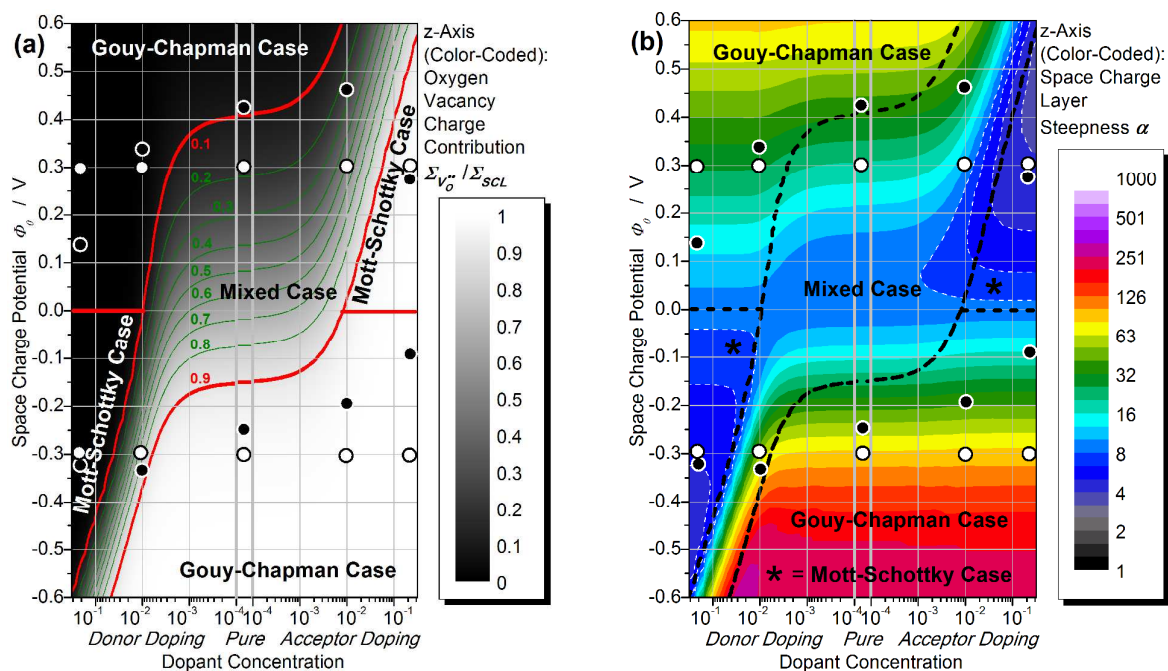 (a)
Gouy-Chapman Case
Mott-Schottky Case
Mixed Case
Mott-Schottky Case
Gouy-Chapman Case
0.1
0.2
0.3
0.4
0.5
0.6
0.7
0.8
0.9
Space Charge Potential Φ₀ / V
0.6
0.5
0.4
0.3
0.2
0.1
0.0
-0.1
-0.2
-0.3
-0.4
-0.5
-0.6
10⁻¹ 10⁻² 10⁻³ 10⁻⁴ 10⁻⁴ 10⁻³ 10⁻² 10⁻¹
Donor Doping Pure Acceptor Doping
Dopant Concentration
z-Axis
(Color-Coded):
Oxygen
Vacancy
Charge
Contribution
Σ_V_O^•• / Σ_SCL
1
0.9
0.8
0.7
0.6
0.5
0.4
0.3
0.2
0.1
0
(b)
Gouy-Chapman Case
Mixed Case
*
*
Gouy-Chapman Case
* = Mott-Schottky Case
Space Charge Potential Φ₀ / V
0.6
0.5
0.4
0.3
0.2
0.1
0.0
-0.1
-0.2
-0.3
-0.4
-0.5
-0.6
10⁻¹ 10⁻² 10⁻³ 10⁻⁴ 10⁻⁴ 10⁻³ 10⁻² 10⁻¹
Donor Doping Pure Acceptor Doping
Dopant Concentration
z-Axis
(Color-Coded):
Space Charge
Layer
Steepness α
1000
501
251
126
63
32
16
8
4
2
1